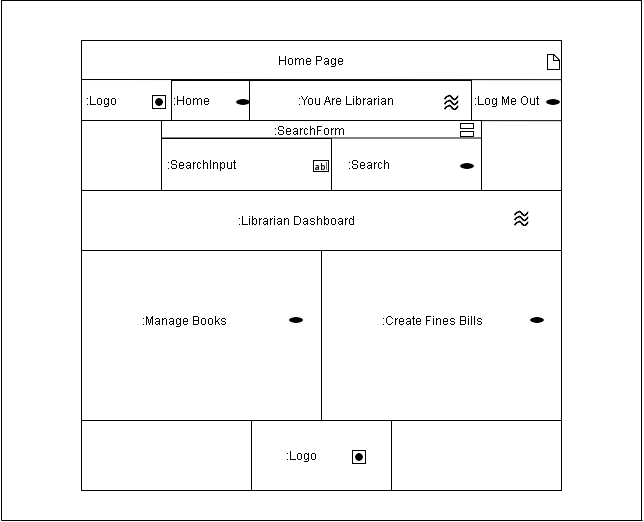 Home Page
:Logo
:Home
:You Are Librarian
:Log Me Out
:SearchForm
:SearchInput
abl
:Search
:Librarian Dashboard
:Manage Books
:Create Fines Bills
:Logo